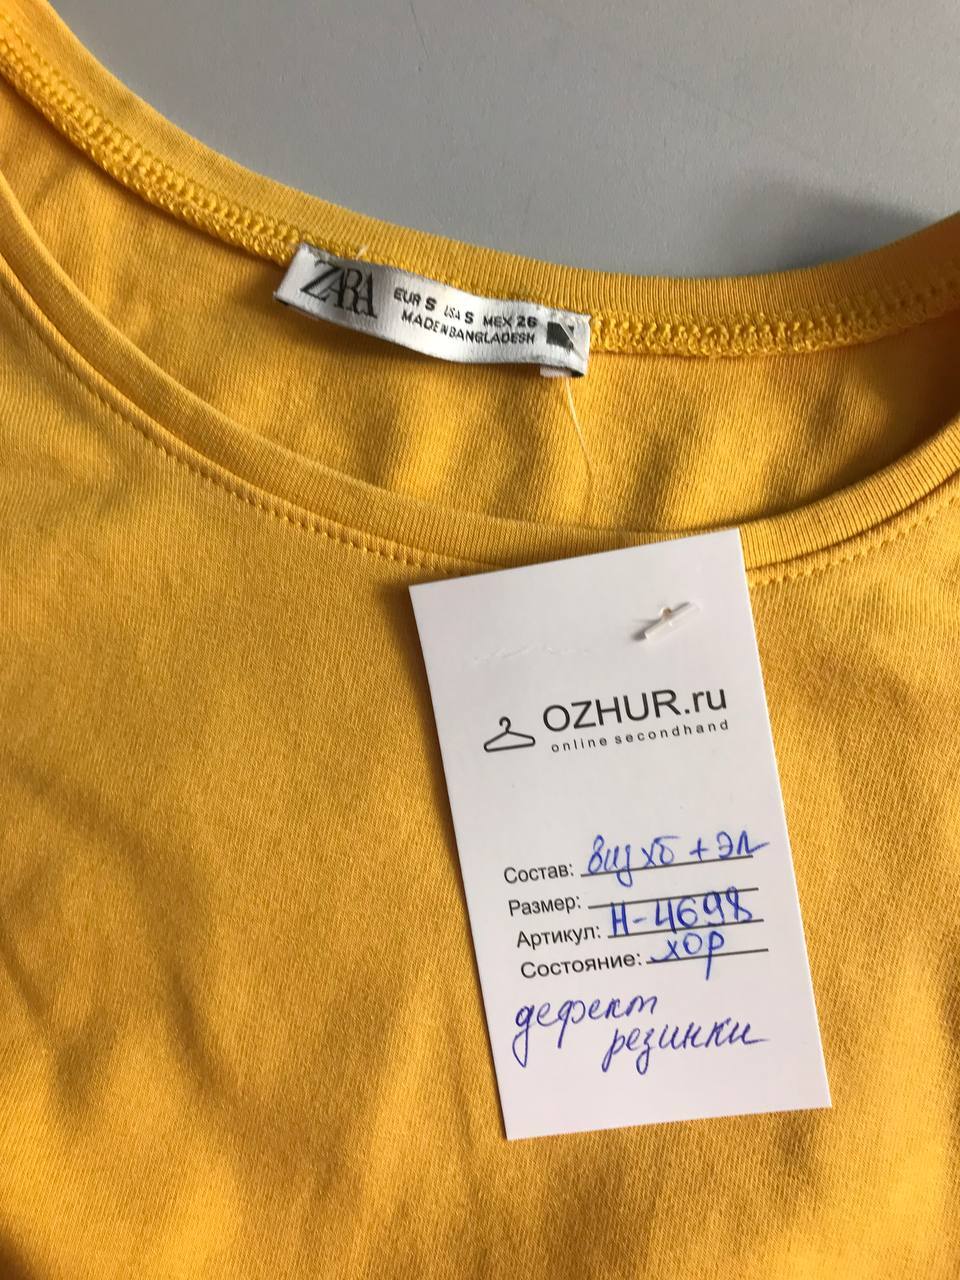 ZARA
EUR S USA S MEX 26
MADE IN BANGLADESH
OZHUR.ru
online secondhand
Состав: виз хб + эл
Размер:
Артикул: Н-4698
Состояние: хор
дефект
резинки